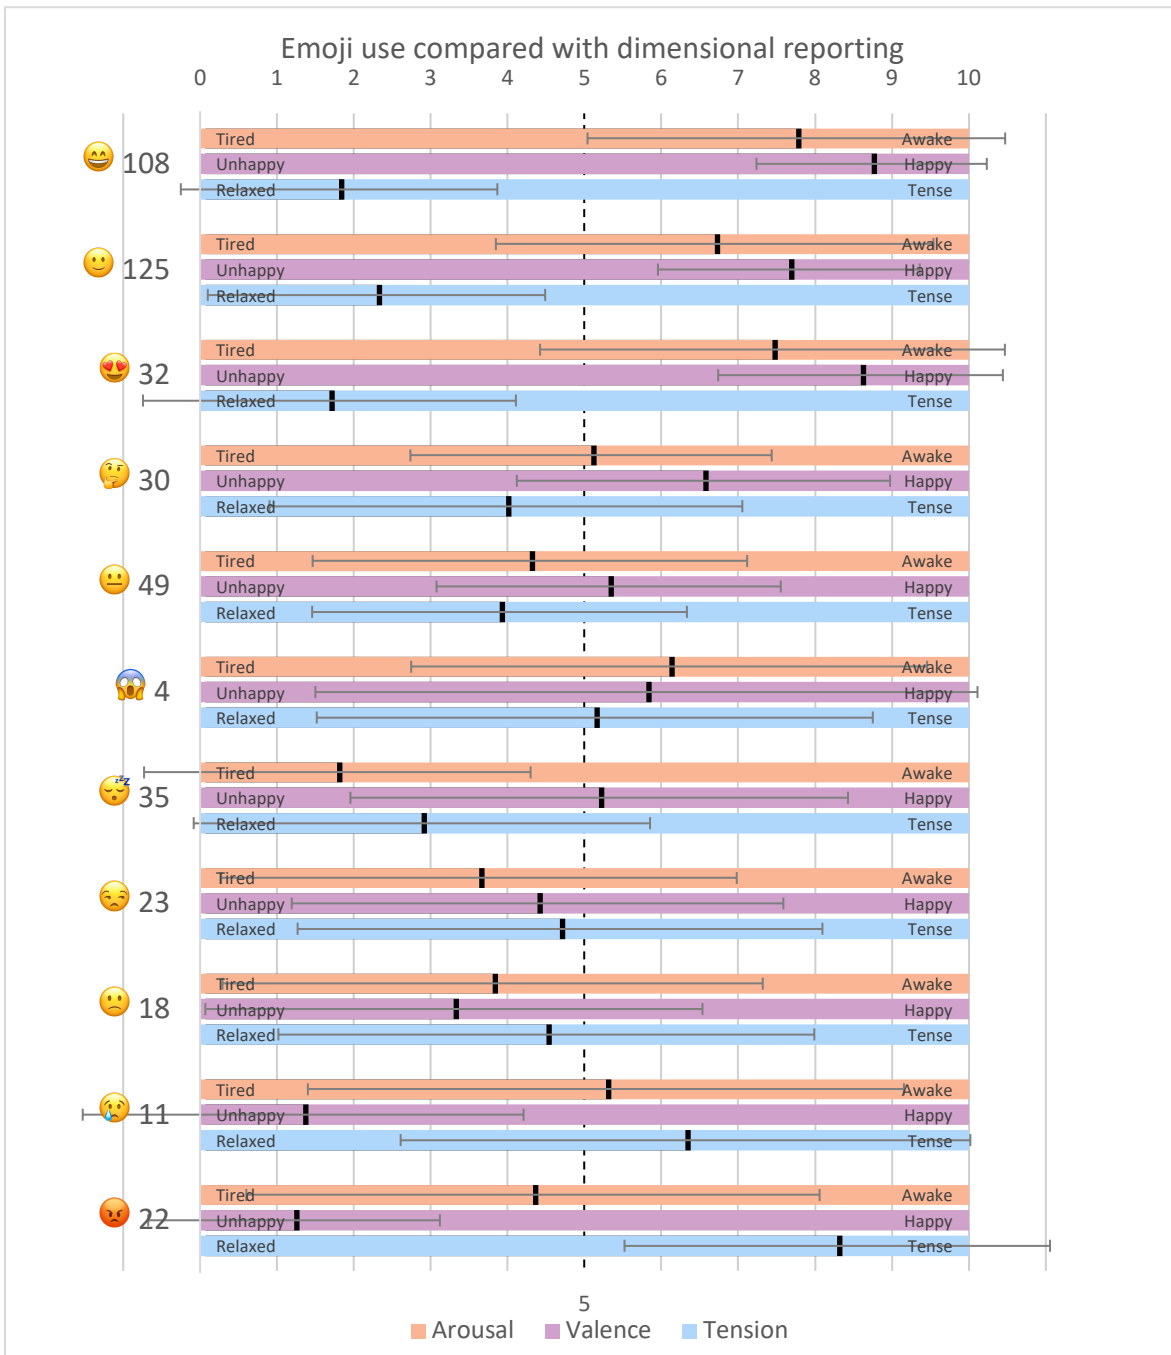 Emoji use compared with dimensional reporting
0 1 2 3 4 5 6 7 8 9 10
Tired Awake
😄 108 Unhappy Happy
Relaxed Tense
Tired Awake
🙂 125 Unhappy Happy
Relaxed Tense
Tired Awake
😍 32 Unhappy Happy
Relaxed Tense
Tired Awake
🤔 30 Unhappy Happy
Relaxed Tense
Tired Awake
😐 49 Unhappy Happy
Relaxed Tense
Tired Awake
😱 4 Unhappy Happy
Relaxed Tense
Tired Awake
😴 35 Unhappy Happy
Relaxed Tense
Tired Awake
😒 23 Unhappy Happy
Relaxed Tense
Tired Awake
🙁 18 Unhappy Happy
Relaxed Tense
Tired Awake
😢 11 Unhappy Happy
Relaxed Tense
Tired Awake
😡 22 Unhappy Happy
Relaxed Tense
5
Arousal Valence Tension